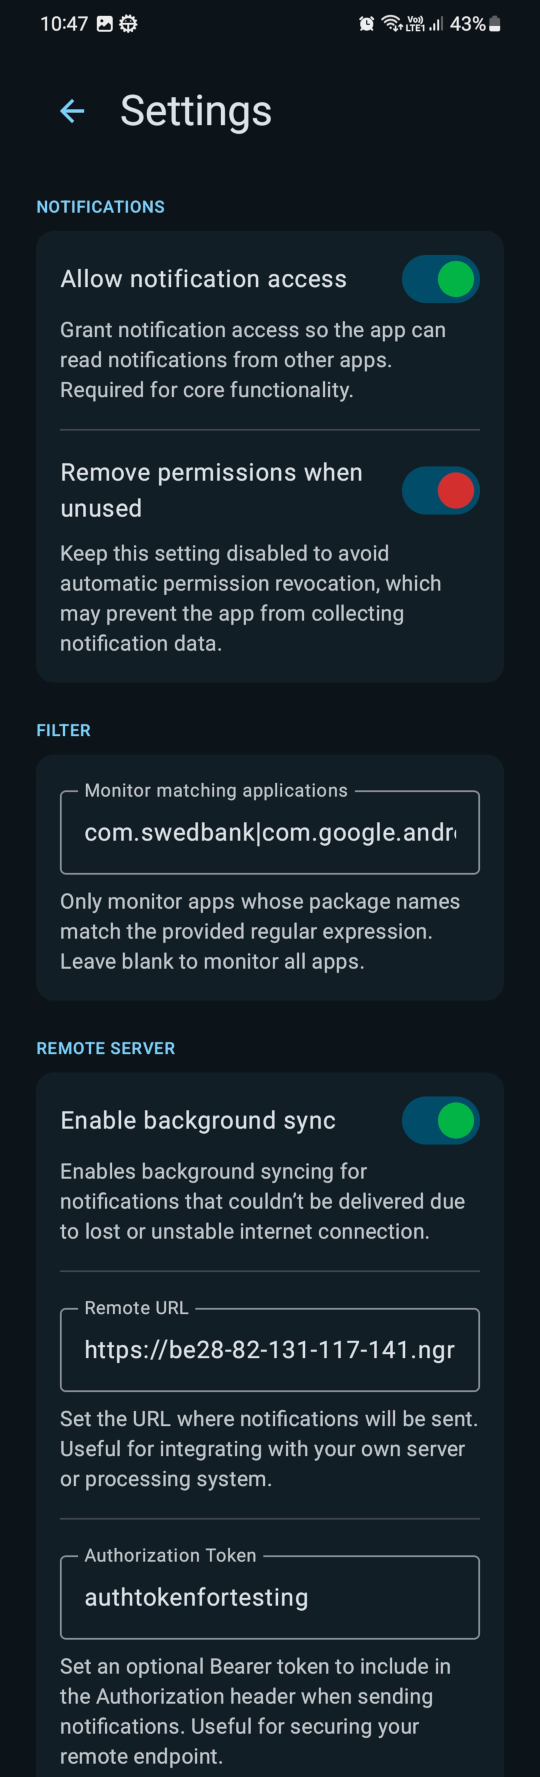 10:47
Vo)) LTE1 43%
Settings
NOTIFICATIONS
Allow notification access
Grant notification access so the app can
read notifications from other apps.
Required for core functionality.
Remove permissions when
unused
Keep this setting disabled to avoid
automatic permission revocation, which
may prevent the app from collecting
notification data.
FILTER
Monitor matching applications
com.swedbank|com.google.andr
Only monitor apps whose package names
match the provided regular expression.
Leave blank to monitor all apps.
REMOTE SERVER
Enable background sync
Enables background syncing for
notifications that couldn’t be delivered due
to lost or unstable internet connection.
Remote URL
https://be28-82-131-117-141.ngr
Set the URL where notifications will be sent.
Useful for integrating with your own server
or processing system.
Authorization Token
authtokenfortesting
Set an optional Bearer token to include in
the Authorization header when sending
notifications. Useful for securing your
remote endpoint.